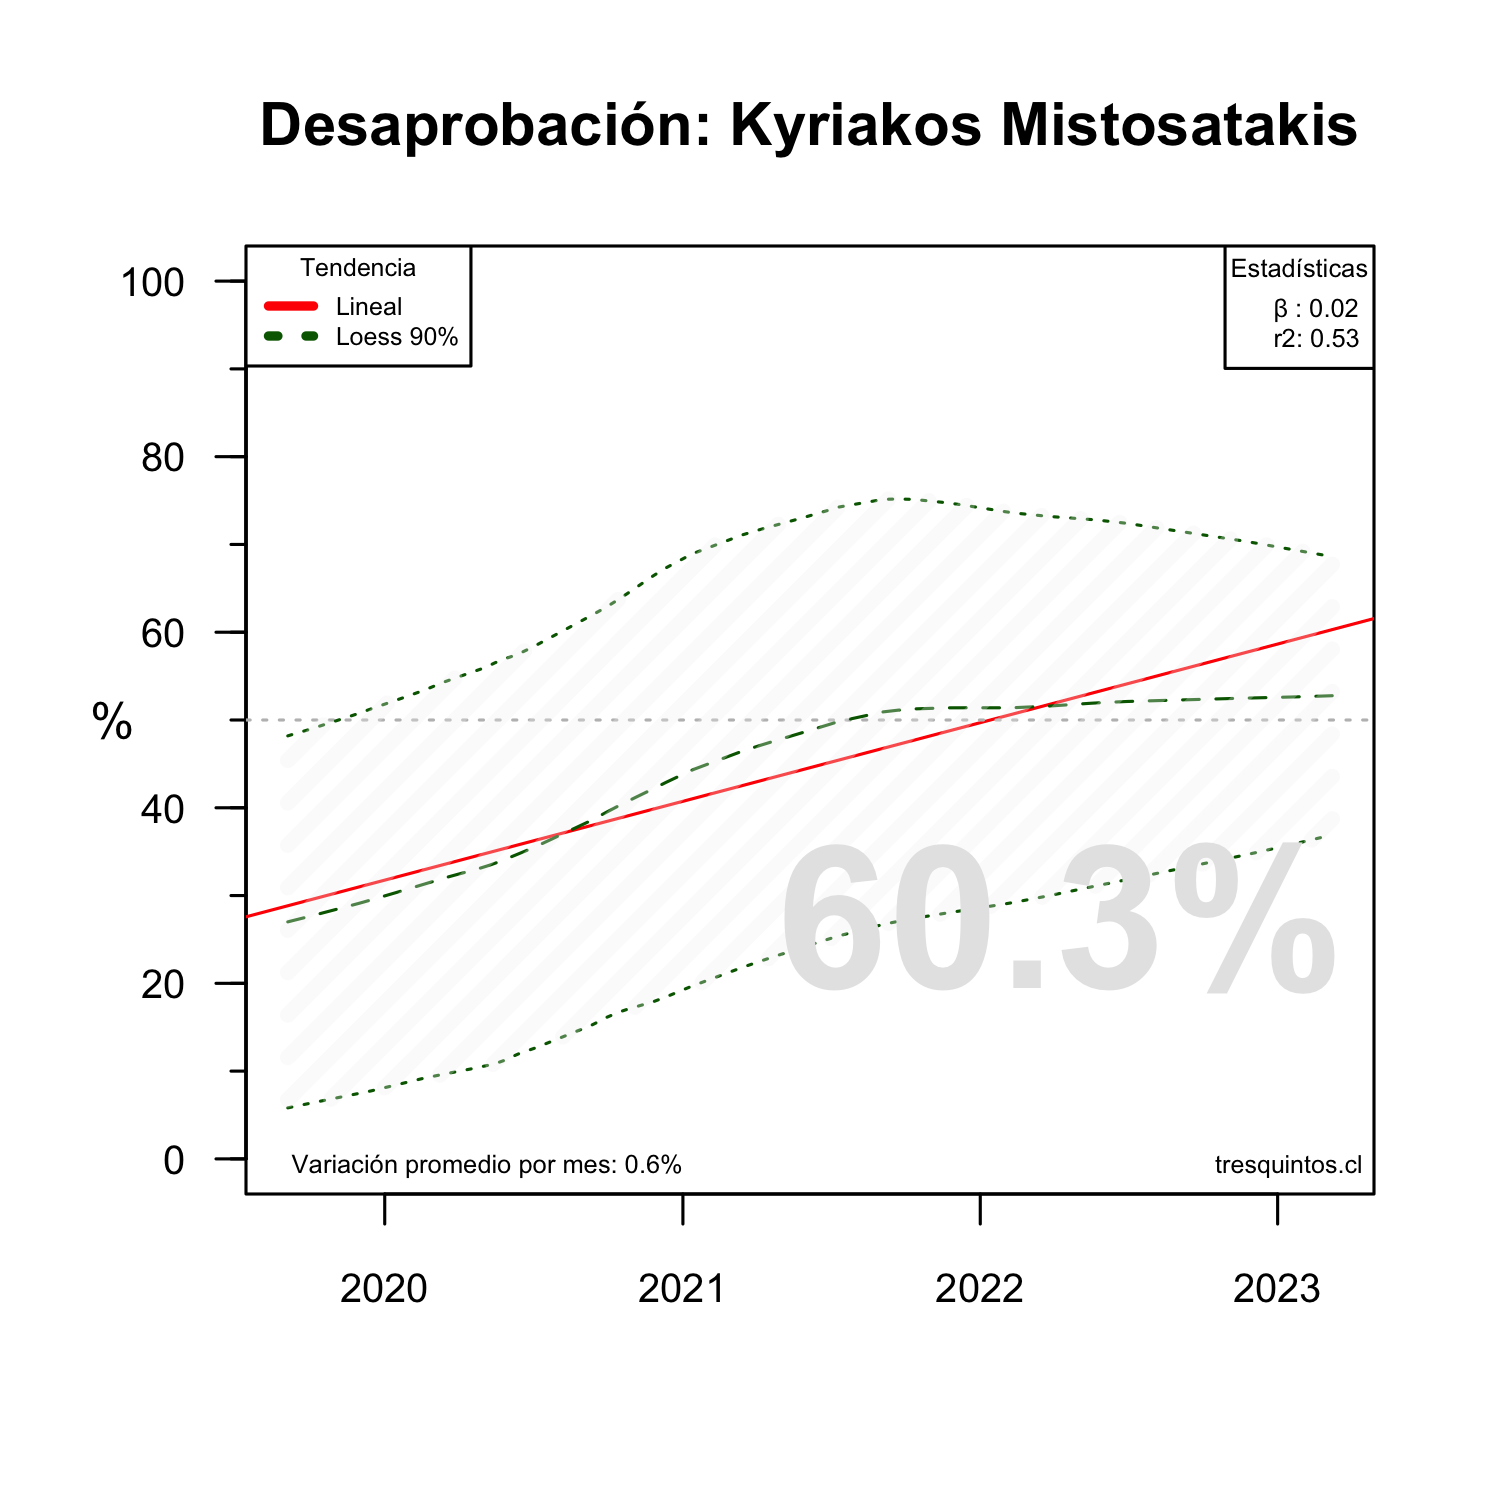 Desaprobación: Kyriakos Mistosatakis
Tendencia
Lineal
Loess 90%
Estadísticas
β : 0.02
r2: 0.53
100
80
60
40
20
0
%
60.3%
Variación promedio por mes: 0.6%
tresquintos.cl
2020 2021 2022 2023